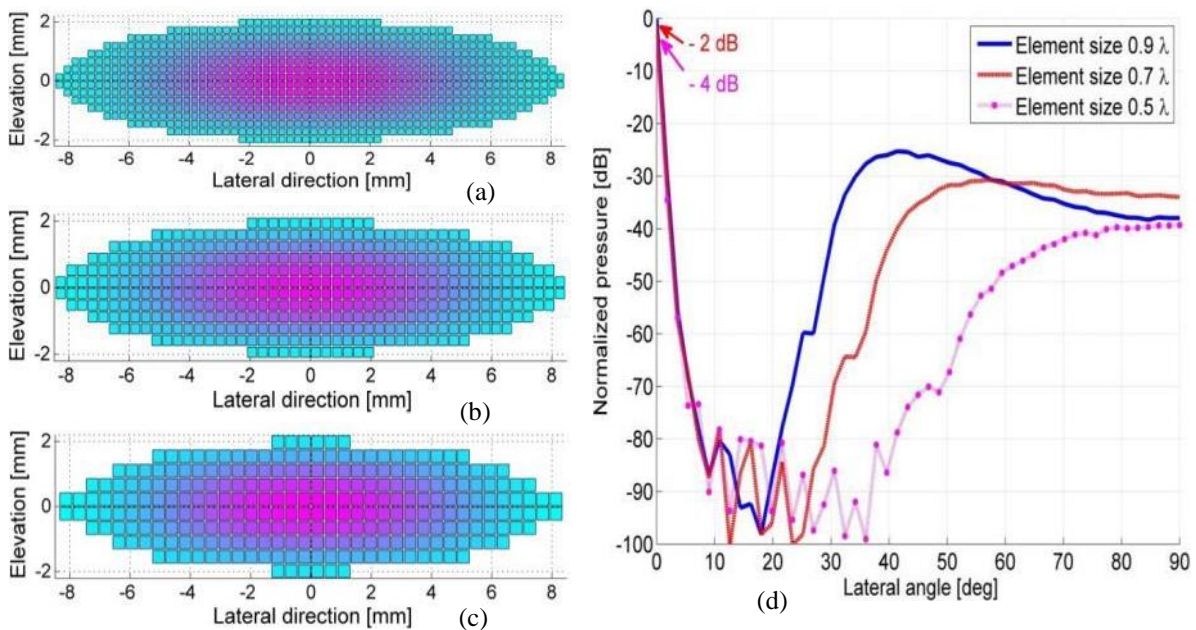 2
0
-2
Elevation [mm]
-8 -6 -4 -2 0 2 4 6 8
Lateral direction [mm]
(a)
2
0
-2
Elevation [mm]
-8 -6 -4 -2 0 2 4 6 8
Lateral direction [mm]
(b)
2
0
-2
Elevation [mm]
-8 -6 -4 -2 0 2 4 6 8
Lateral direction [mm]
(c)
0
-10
-20
-30
-40
-50
-60
-70
-80
-90
-100
Normalized pressure [dB]
- 2 dB
- 4 dB
Element size 0.9 λ
Element size 0.7 λ
Element size 0.5 λ
0 10 20 30 40 50 60 70 80 90
Lateral angle [deg]
(d)